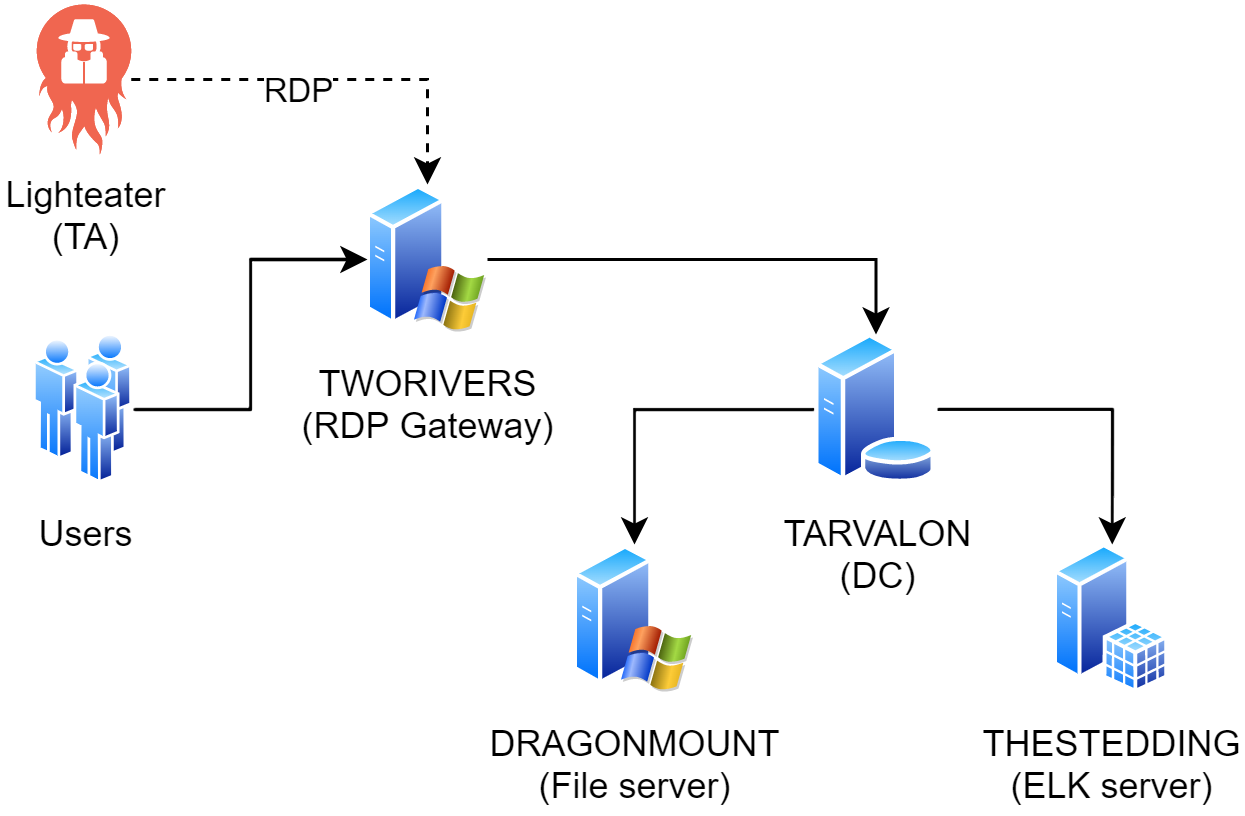 RDP
Lighteater
(TA)
TWORIVERS
(RDP Gateway)
Users
TARVALON
(DC)
DRAGONMOUNT
(File server)
THESTEDDING
(ELK server)